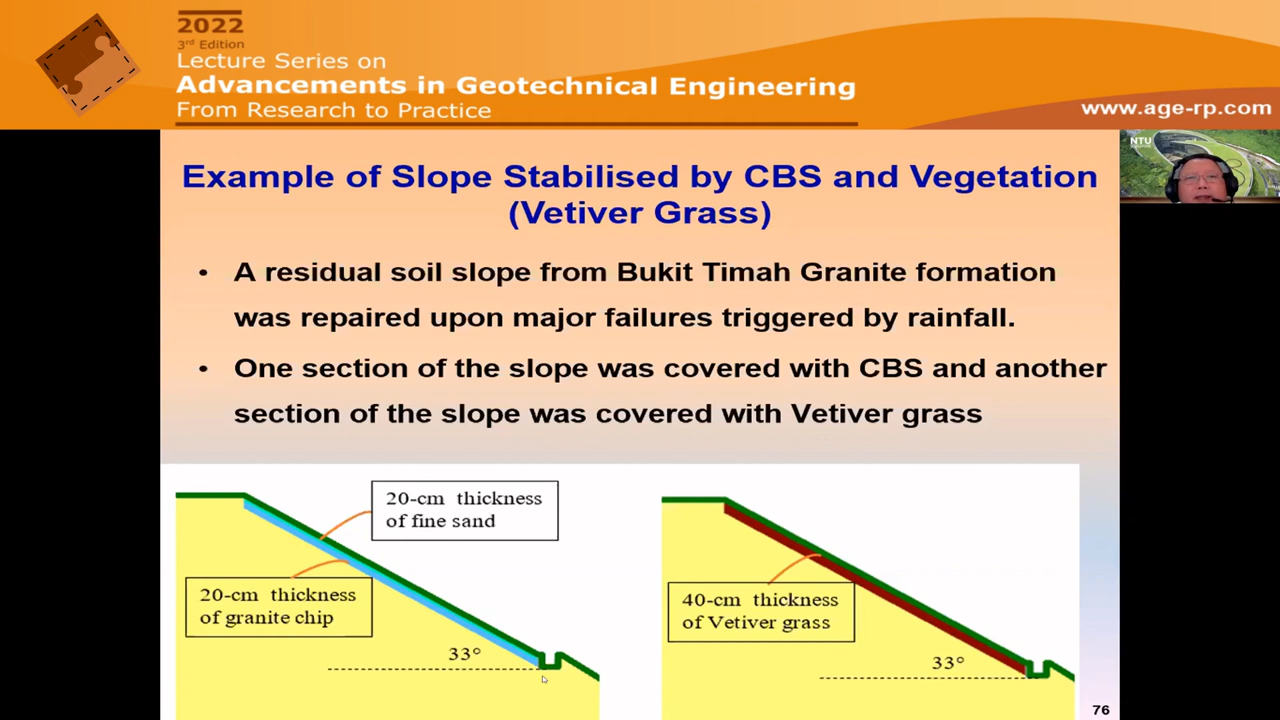 2022
3rd Edition
Lecture Series on
Advancements in Geotechnical Engineering
From Research to Practice
www.age-rp.com
NTU
Example of Slope Stabilised by CBS and Vegetation
(Vetiver Grass)
• A residual soil slope from Bukit Timah Granite formation
was repaired upon major failures triggered by rainfall.
• One section of the slope was covered with CBS and another
section of the slope was covered with Vetiver grass
20-cm thickness
of fine sand
20-cm thickness
of granite chip
33°
40-cm thickness
of Vetiver grass
33°
76